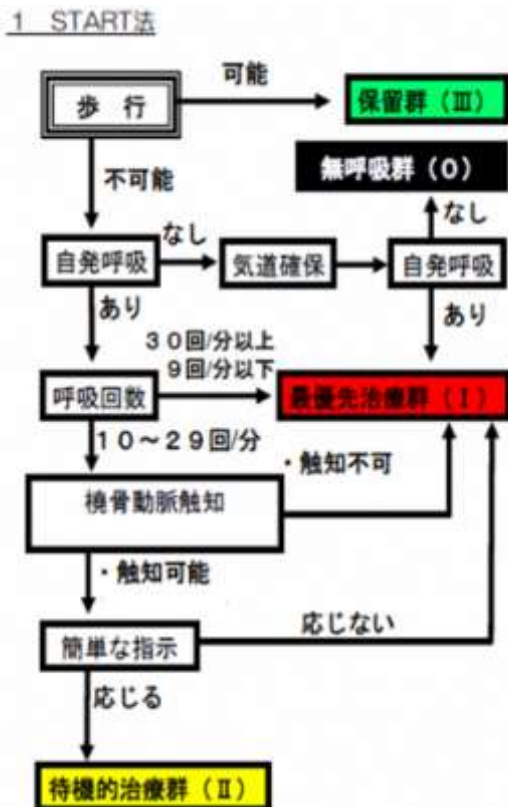 1 START法
可能
歩 行
保留群（Ⅲ）
不可能
無呼吸群（０）
なし
なし
自発呼吸
気道確保
自発呼吸
あり
あり
３０回/分以上
９回/分以下
呼吸回数
最優先治療群（Ⅰ）
１０～２９回/分
・触知不可
橈骨動脈触知
・触知可能
応じない
簡単な指示
応じる
待機的治療群（Ⅱ）